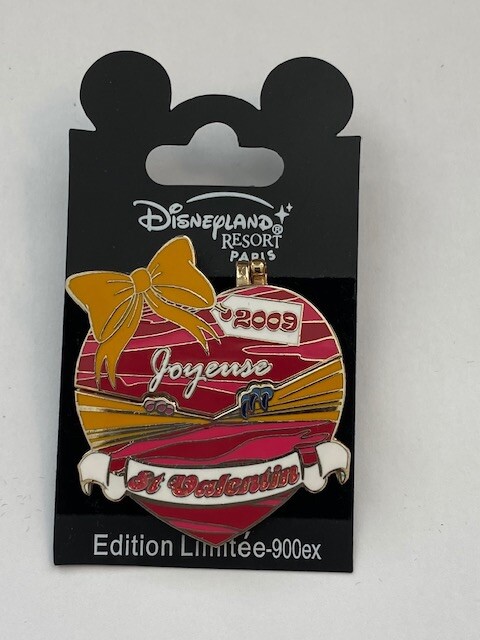 Disneyland
Resort®
Paris
2009
Joyeuse
St Valentin
Edition Limitée-900ex